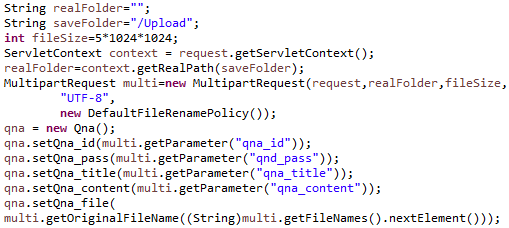 String realFolder="";
String saveFolder="/Upload";
int fileSize=5*1024*1024;
ServletContext context = request.getServletContext();
realFolder=context.getRealPath(saveFolder);
MultipartRequest multi=new MultipartRequest(request,realFolder,fileSize,
"UTF-8",
new DefaultFileRenamePolicy());
qna = new Qna();
qna.setQna_id(multi.getParameter("qna_id"));
qna.setQna_pass(multi.getParameter("qnd_pass"));
qna.setQna_title(multi.getParameter("qna_title"));
qna.setQna_content(multi.getParameter("qna_content"));
qna.setQna_file(
multi.getOriginalFileName((String)multi.getFileNames().nextElement()));